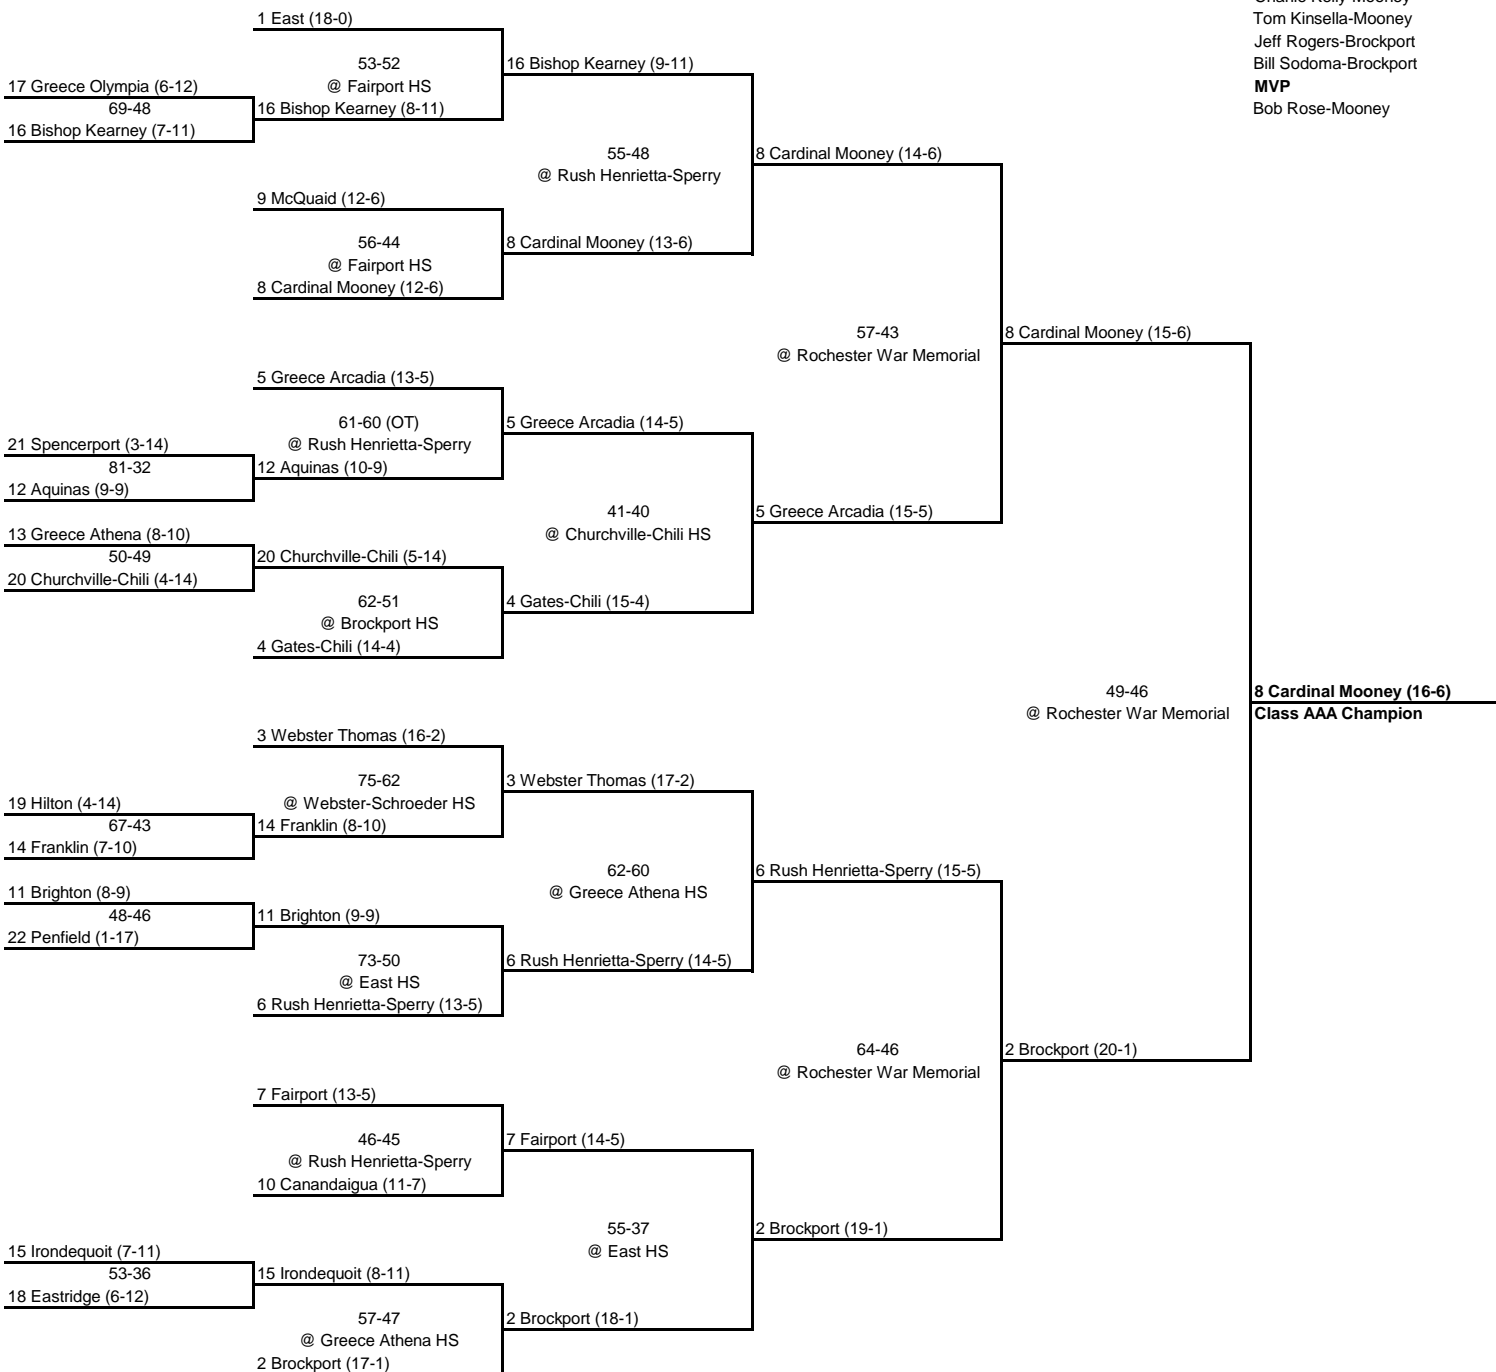 Tom Kinsella-Mooney
Jeff Rogers-Brockport
Bill Sodoma-Brockport
MVP
Bob Rose-Mooney
1 East (18-0)
53-52
@ Fairport HS
17 Greece Olympia (6-12)
69-48
16 Bishop Kearney (7-11)
16 Bishop Kearney (8-11)
16 Bishop Kearney (9-11)
55-48
@ Rush Henrietta-Sperry
8 Cardinal Mooney (14-6)
9 McQuaid (12-6)
56-44
@ Fairport HS
8 Cardinal Mooney (12-6)
8 Cardinal Mooney (13-6)
57-43
@ Rochester War Memorial
8 Cardinal Mooney (15-6)
5 Greece Arcadia (13-5)
61-60 (OT)
@ Rush Henrietta-Sperry
21 Spencerport (3-14)
81-32
12 Aquinas (9-9)
12 Aquinas (10-9)
5 Greece Arcadia (14-5)
41-40
@ Churchville-Chili HS
5 Greece Arcadia (15-5)
13 Greece Athena (8-10)
50-49
20 Churchville-Chili (4-14)
20 Churchville-Chili (5-14)
62-51
@ Brockport HS
4 Gates-Chili (14-4)
4 Gates-Chili (15-4)
49-46
@ Rochester War Memorial
8 Cardinal Mooney (16-6)
Class AAA Champion
3 Webster Thomas (16-2)
75-62
@ Webster-Schroeder HS
19 Hilton (4-14)
67-43
14 Franklin (7-10)
14 Franklin (8-10)
3 Webster Thomas (17-2)
62-60
@ Greece Athena HS
6 Rush Henrietta-Sperry (15-5)
11 Brighton (8-9)
48-46
22 Penfield (1-17)
11 Brighton (9-9)
73-50
@ East HS
6 Rush Henrietta-Sperry (13-5)
6 Rush Henrietta-Sperry (14-5)
64-46
@ Rochester War Memorial
2 Brockport (20-1)
7 Fairport (13-5)
46-45
@ Rush Henrietta-Sperry
10 Canandaigua (11-7)
7 Fairport (14-5)
55-37
@ East HS
2 Brockport (19-1)
15 Irondequoit (7-11)
53-36
18 Eastridge (6-12)
15 Irondequoit (8-11)
57-47
@ Greece Athena HS
2 Brockport (17-1)
2 Brockport (18-1)